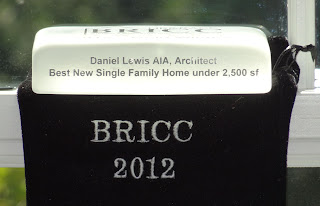 BRICC
Daniel Lewis AIA, Architect
Best New Single Family Home under 2,500 sf
BRICC
2012